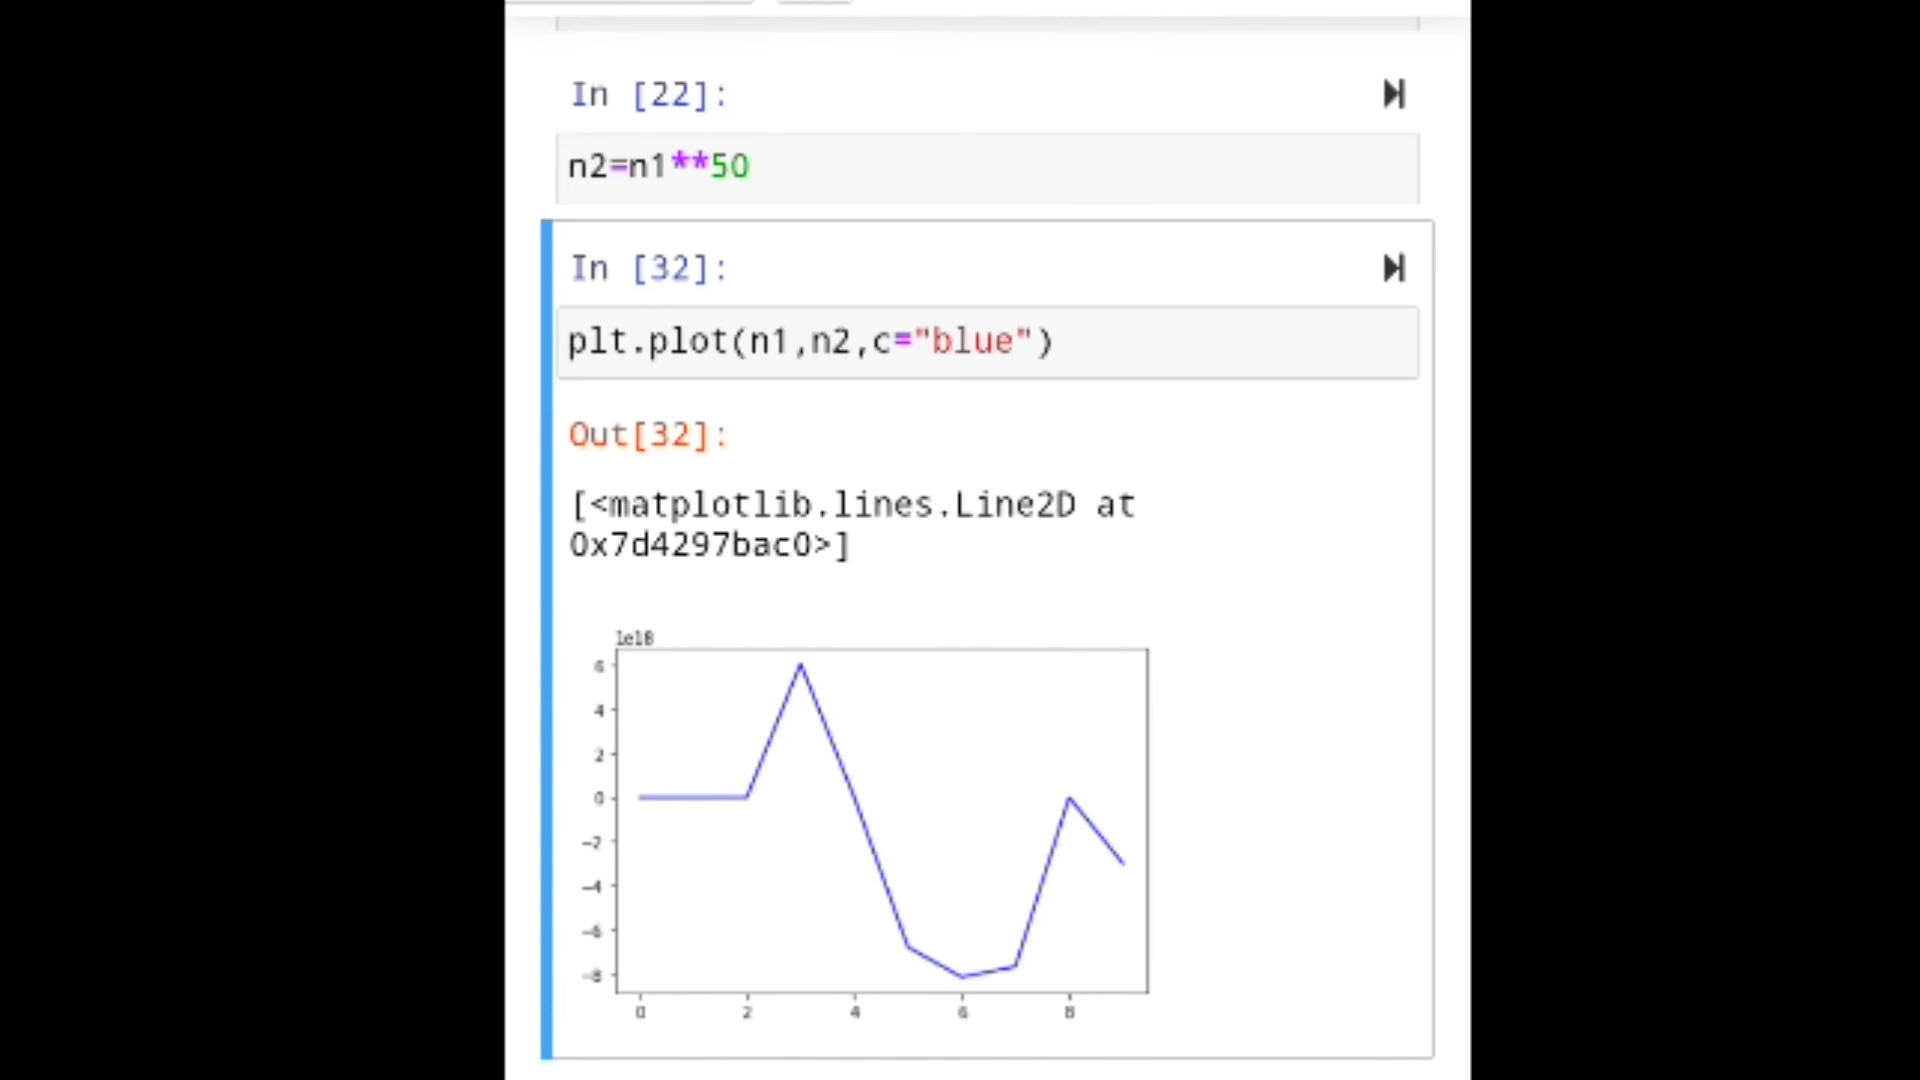 In [22]:
n2=n1**50
In [32]:
plt.plot(n1,n2,c="blue")
Out[32]:
[<matplotlib.lines.Line2D at
0x7d4297bac0>]
1e18
6
4
2
0
−2
−4
−6
−8
0 2 4 6 8